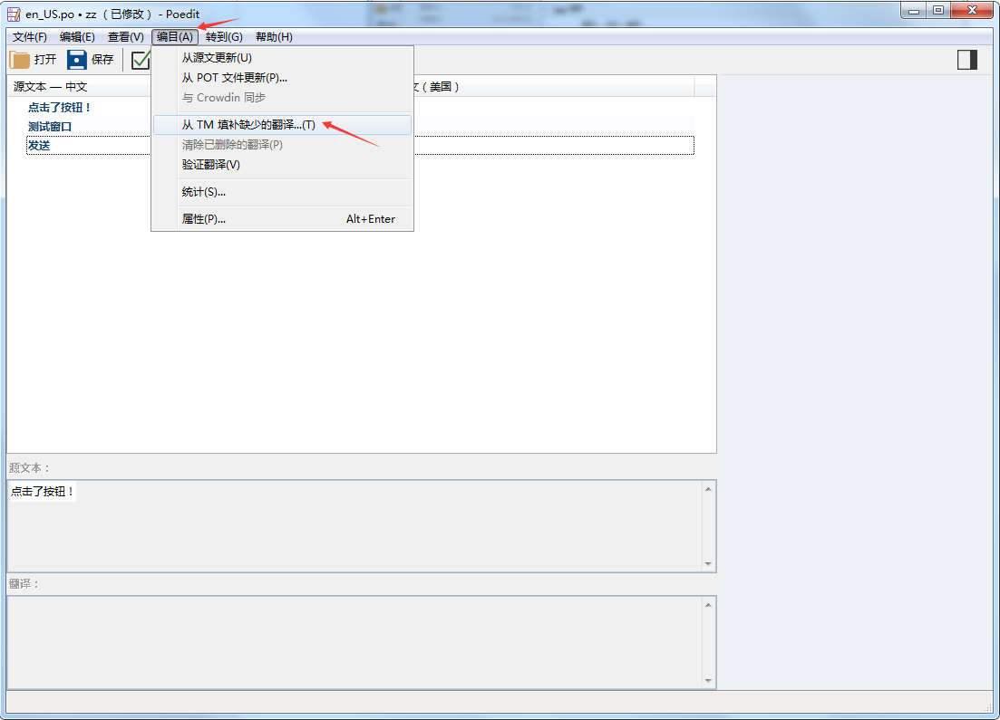 en_US.po • zz （已修改） - Poedit
文件(F) 编辑(E) 查看(V) 编目(A) 转到(G) 帮助(H)
打开 保存
从源文更新(U)
从 POT 文件更新(P)...
与 Crowdin 同步
从 TM 填补缺少的翻译...(T)
清除已删除的翻译(P)
验证翻译(V)
统计(S)...
属性(P)... Alt+Enter
源文本 — 中文
（美国）
点击了按钮！
测试窗口
发送
源文本：
点击了按钮！
翻译：